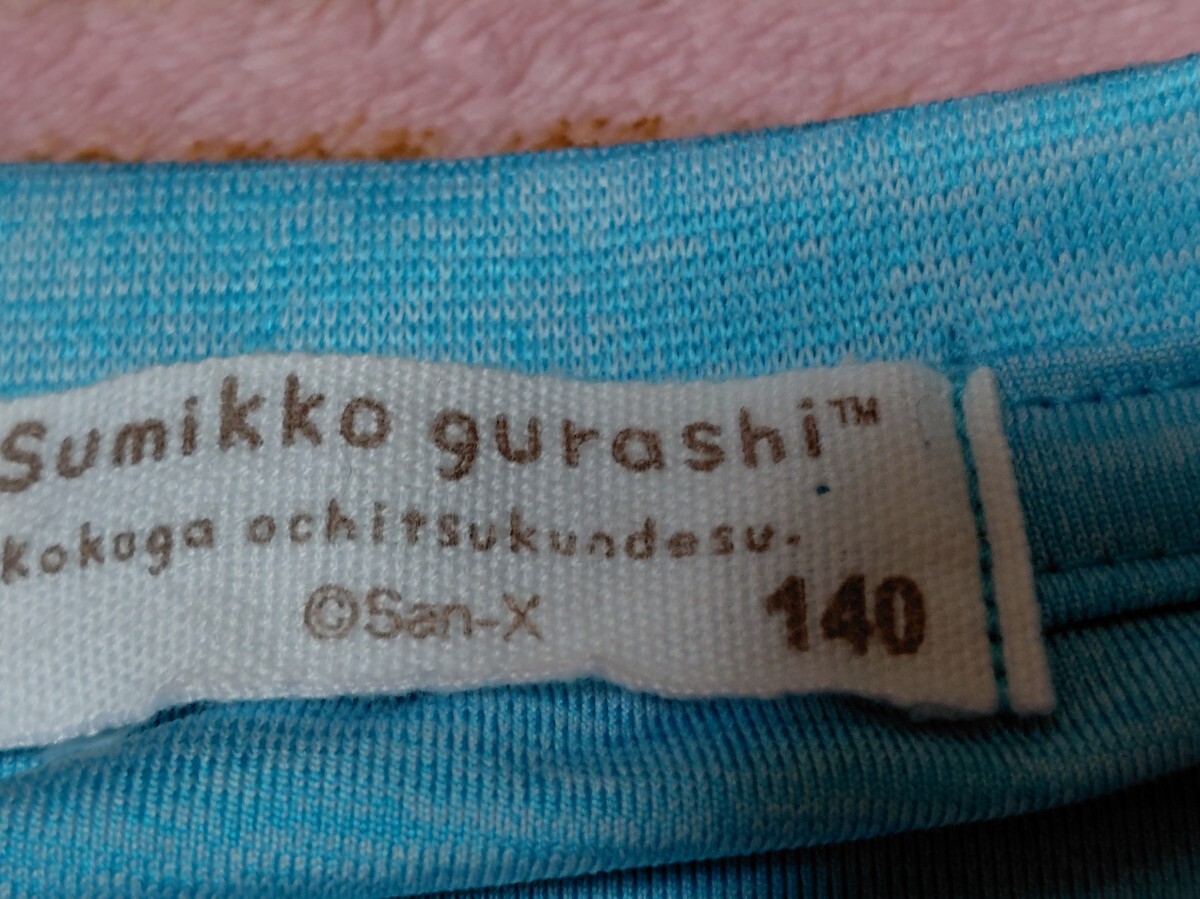 Sumikko gurashi™
kokoga ochitsukundesu.
©San-X 140